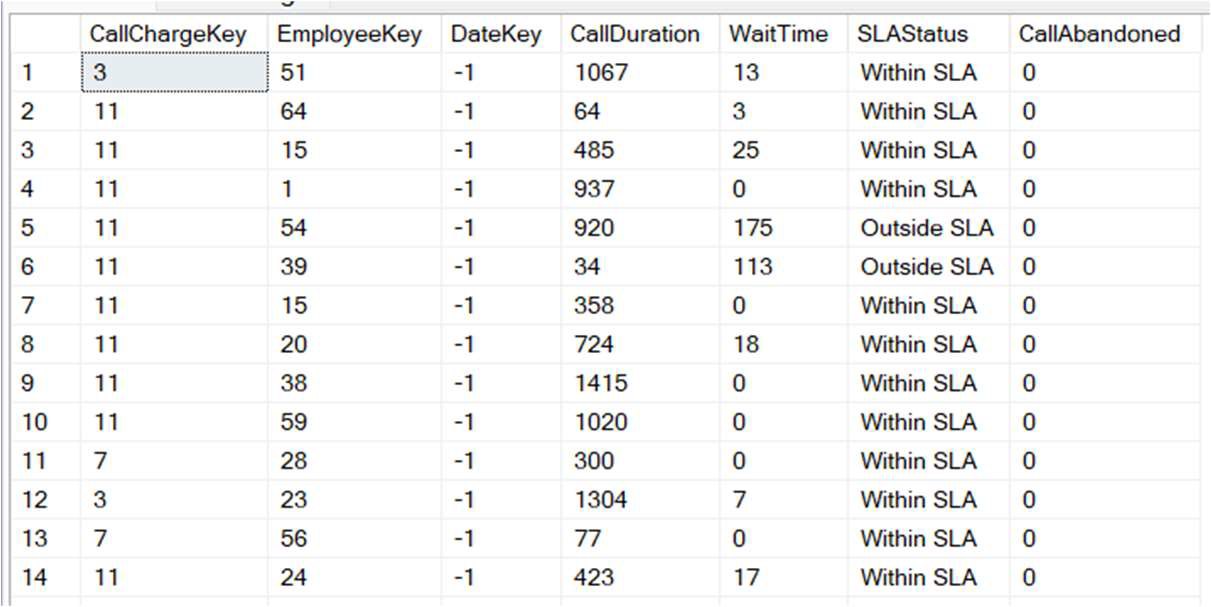 CallChargeKey EmployeeKey DateKey CallDuration WaitTime SLAStatus CallAbandoned
1 3 51 -1 1067 13 Within SLA 0
2 11 64 -1 64 3 Within SLA 0
3 11 15 -1 485 25 Within SLA 0
4 11 1 -1 937 0 Within SLA 0
5 11 54 -1 920 175 Outside SLA 0
6 11 39 -1 34 113 Outside SLA 0
7 11 15 -1 358 0 Within SLA 0
8 11 20 -1 724 18 Within SLA 0
9 11 38 -1 1415 0 Within SLA 0
10 11 59 -1 1020 0 Within SLA 0
11 7 28 -1 300 0 Within SLA 0
12 3 23 -1 1304 7 Within SLA 0
13 7 56 -1 77 0 Within SLA 0
14 11 24 -1 423 17 Within SLA 0